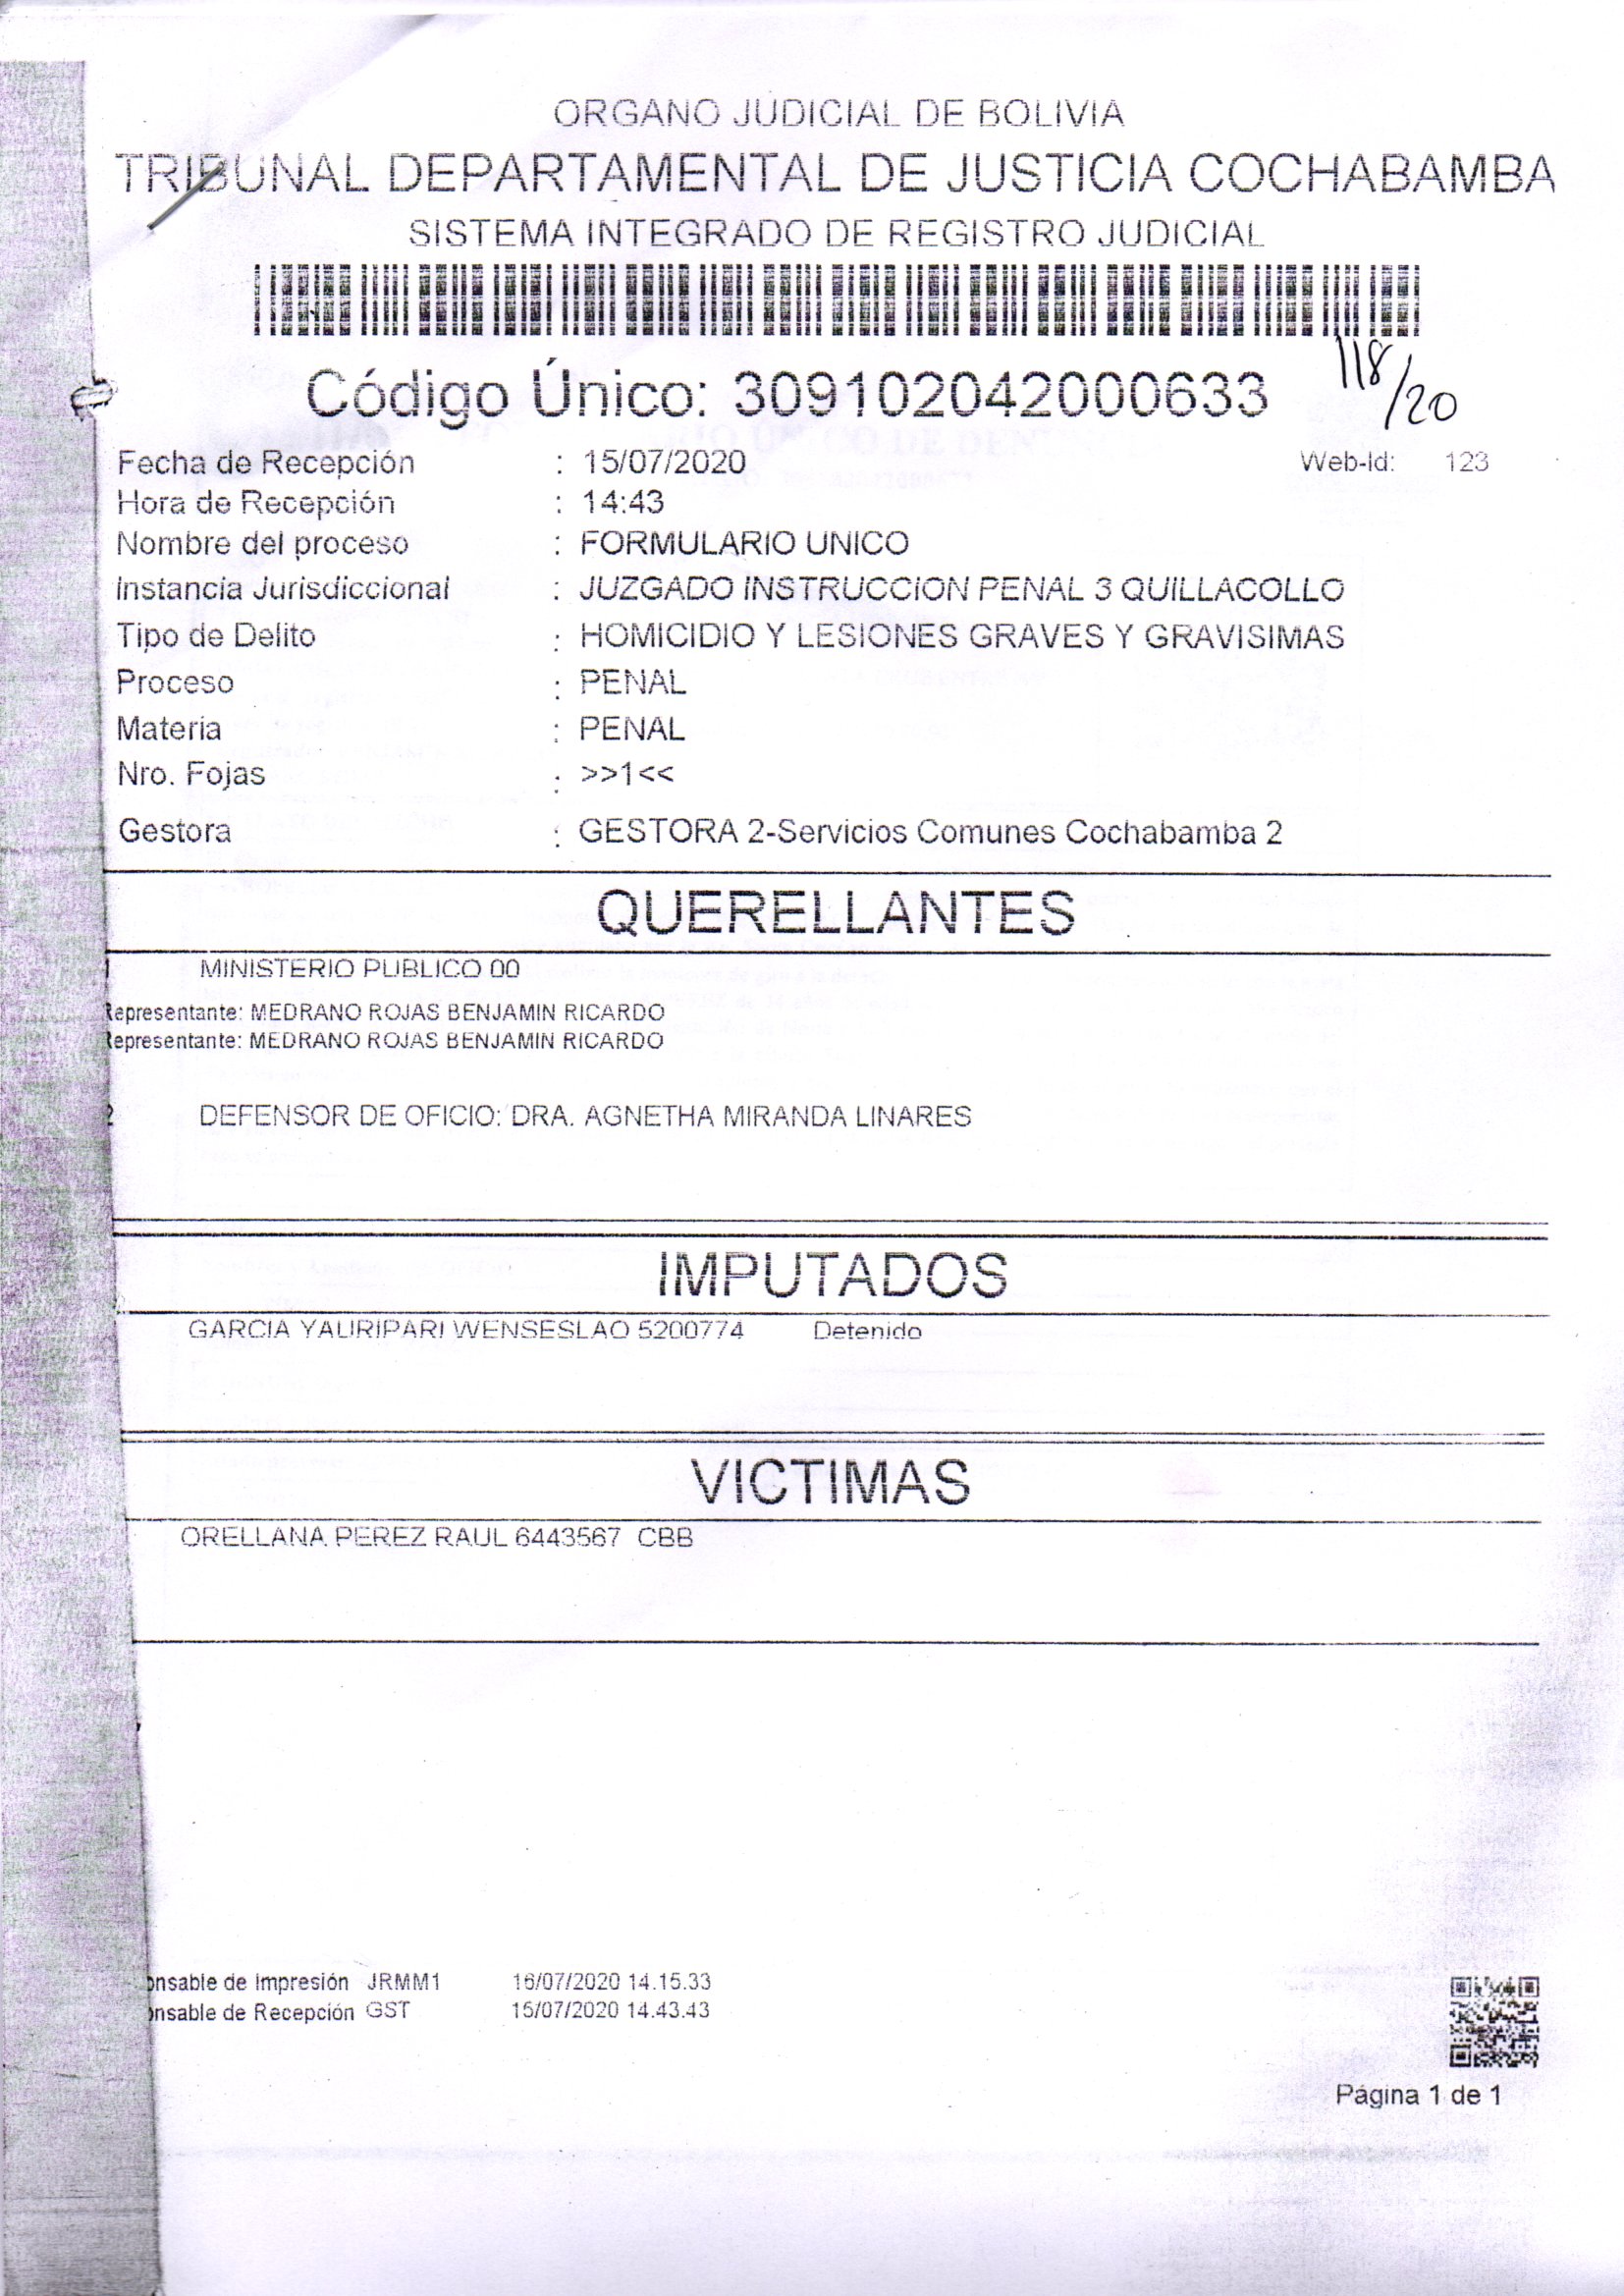 ORGANO JUDICIAL DE BOLIVIA
TRIBUNAL DEPARTAMENTAL DE JUSTICIA COCHABAMBA
SISTEMA INTEGRADO DE REGISTRO JUDICIAL
Código Único: 309102042000633 118/20
Fecha de Recepción : 15/07/2020 Web-Id: 123
Hora de Recepción : 14:43
Nombre del proceso : FORMULARIO UNICO
Instancia Jurisdiccional : JUZGADO INSTRUCCION PENAL 3 QUILLACOLLO
Tipo de Delito : HOMICIDIO Y LESIONES GRAVES Y GRAVISIMAS
Proceso : PENAL
Materia : PENAL
Nro. Fojas : >>1<<
Gestora : GESTORA 2-Servicios Comunes Cochabamba 2
QUERELLANTES
MINISTERIO PUBLICO 00
Representante: MEDRANO ROJAS BENJAMIN RICARDO
Representante: MEDRANO ROJAS BENJAMIN RICARDO
2 DEFENSOR DE OFICIO: DRA. AGNETHA MIRANDA LINARES
IMPUTADOS
GARCIA YAURIPARI WENSESLAO 5200774 Detenido
VICTIMAS
ORELLANA PEREZ RAUL 6443567 CBB
onsable de Impresión JRMM1 16/07/2020 14.15.33
onsable de Recepción GST 15/07/2020 14.43.43
Página 1 de 1